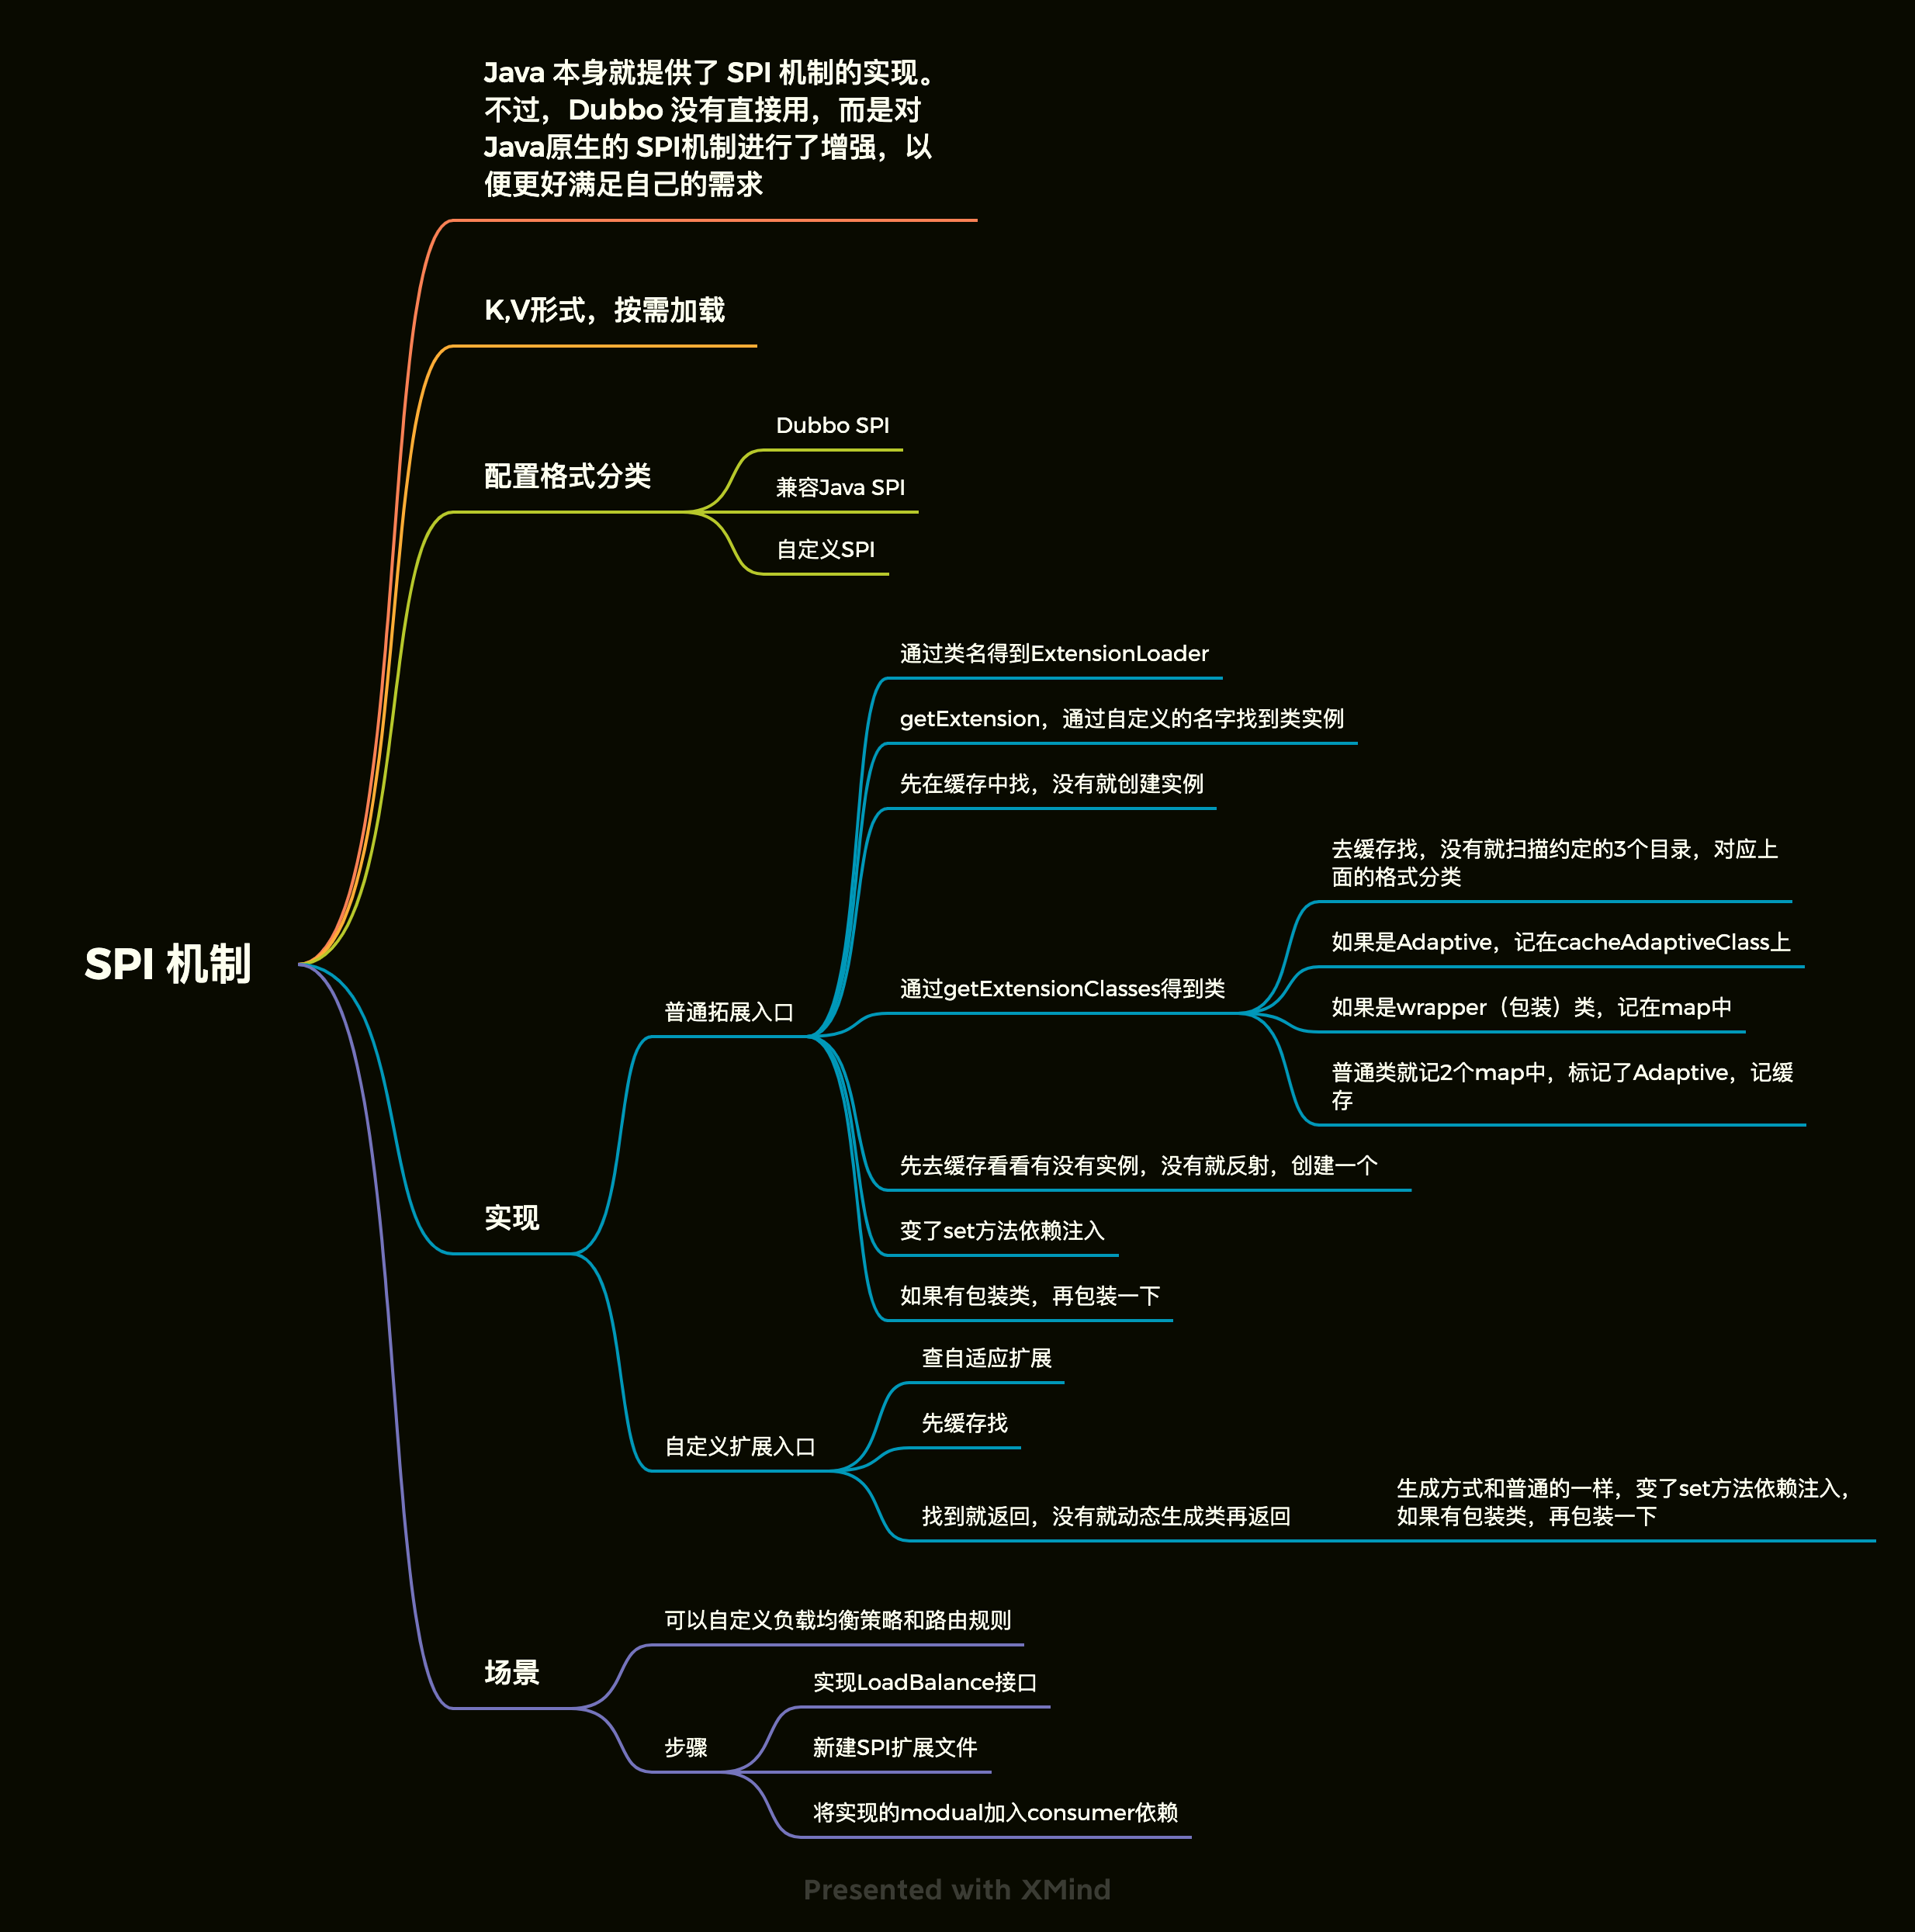 Java 本身就提供了 SPI 机制的实现。
不过，Dubbo 没有直接用，而是对
Java原生的 SPI机制进行了增强，以
便更好满足自己的需求
K,V形式，按需加载
配置格式分类
Dubbo SPI
兼容Java SPI
自定义SPI
SPI 机制
实现
普通拓展入口
通过类名得到ExtensionLoader
getExtension，通过自定义的名字找到类实例
先在缓存中找，没有就创建实例
通过getExtensionClasses得到类
去缓存找，没有就扫描约定的3个目录，对应上
面的格式分类
如果是Adaptive，记在cacheAdaptiveClass上
如果是wrapper（包装）类，记在map中
普通类就记2个map中，标记了Adaptive，记缓
存
先去缓存看看有没有实例，没有就反射，创建一个
变了set方法依赖注入
如果有包装类，再包装一下
自定义扩展入口
查自适应扩展
先缓存找
找到就返回，没有就动态生成类再返回
生成方式和普通的一样，变了set方法依赖注入，
如果有包装类，再包装一下
场景
可以自定义负载均衡策略和路由规则
步骤
实现LoadBalance接口
新建SPI扩展文件
将实现的modual加入consumer依赖
Presented with XMind